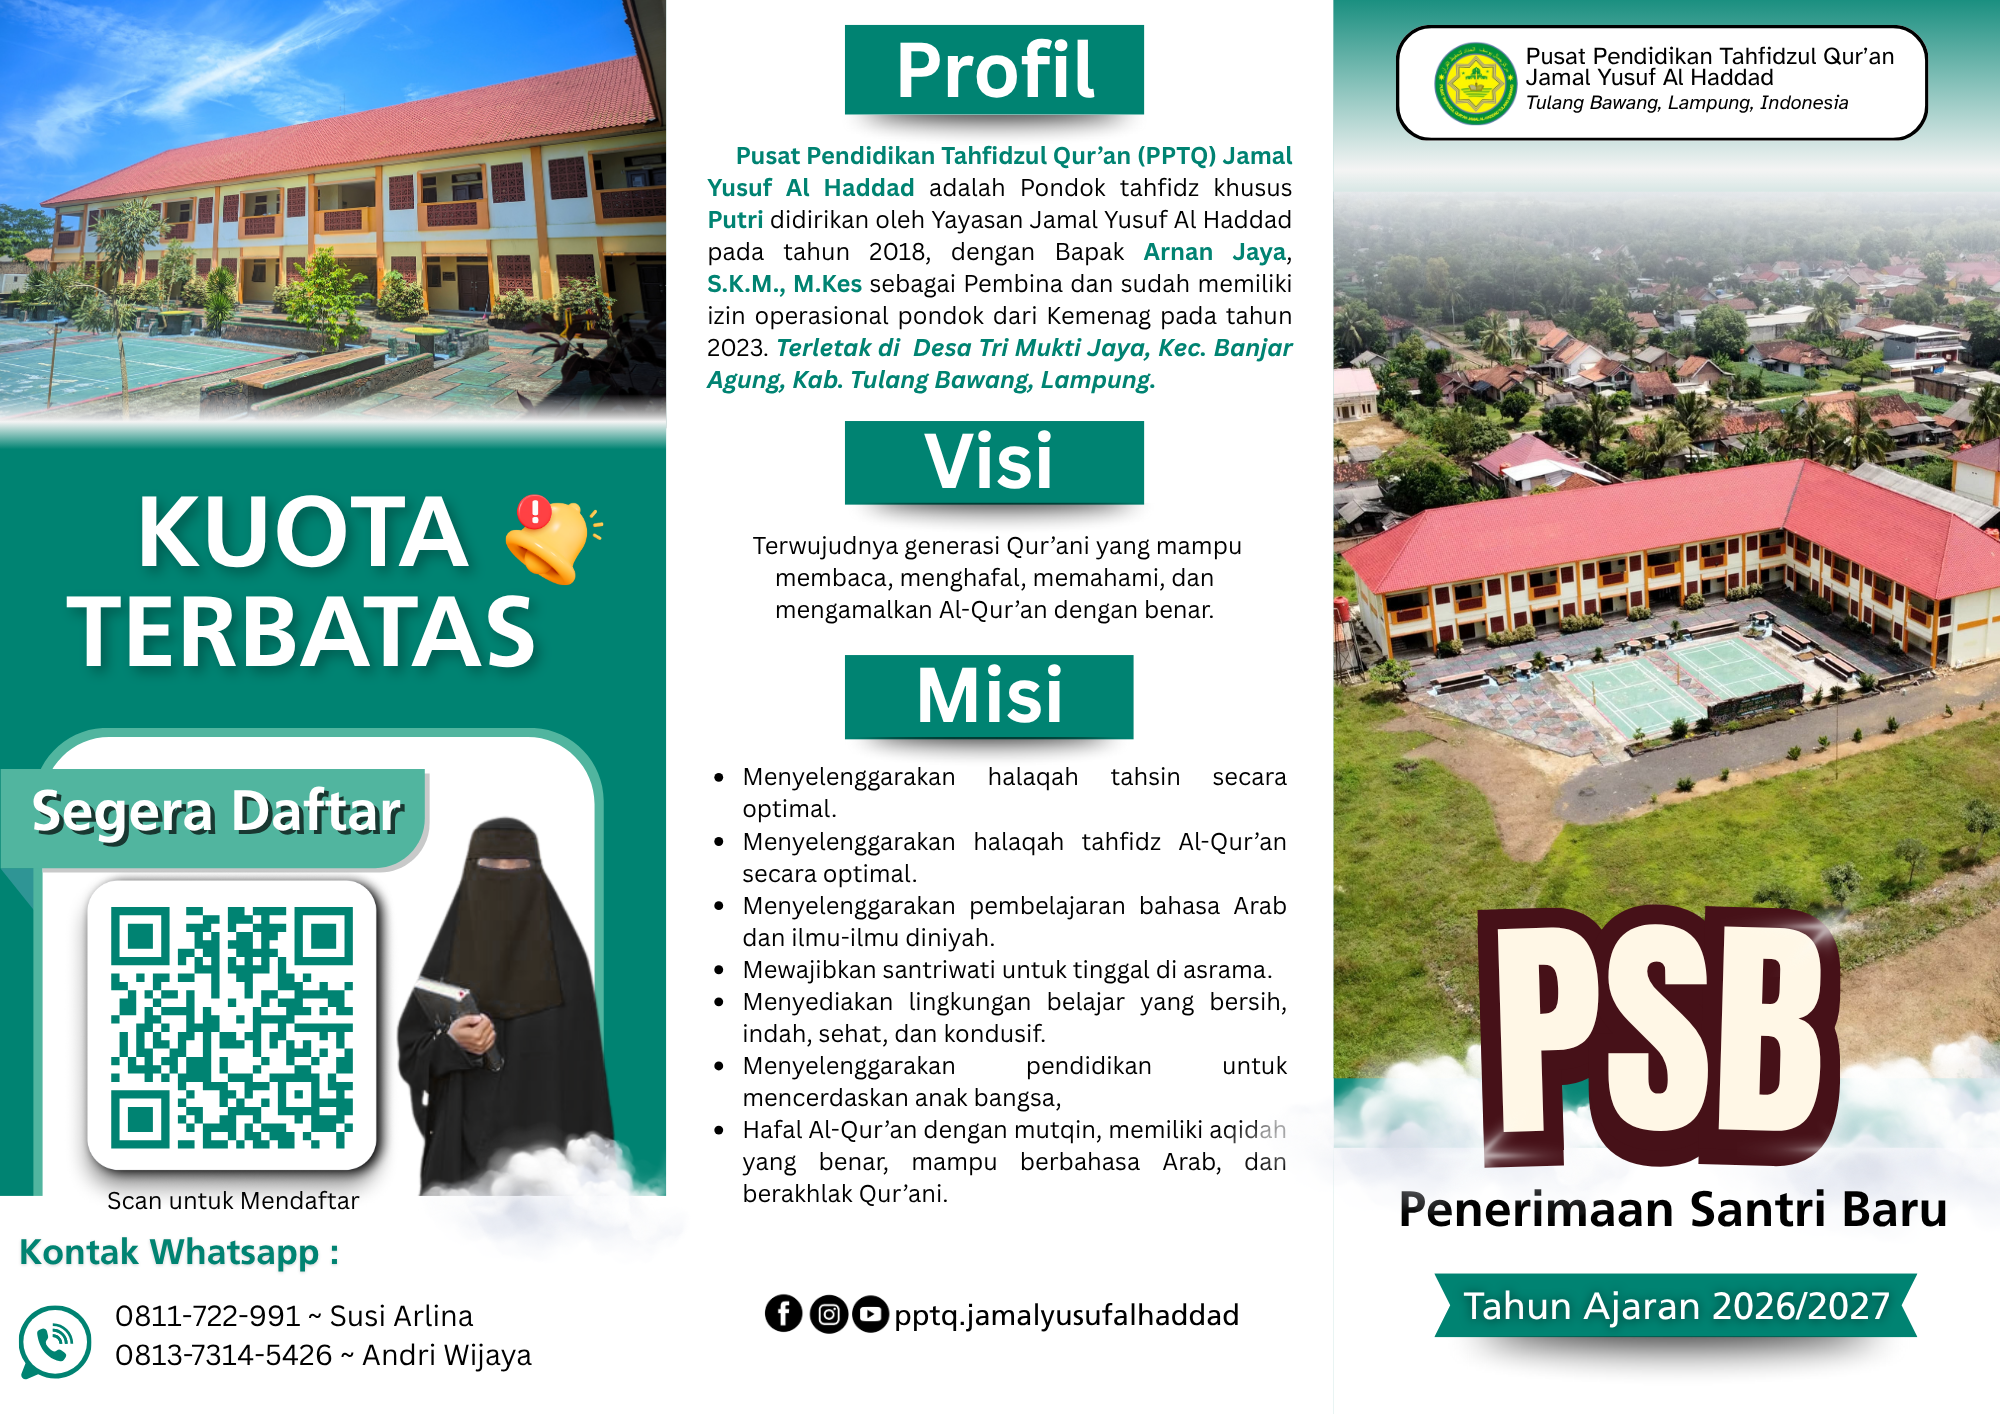 KUOTA
TERBATAS
Segera Daftar
Scan untuk Mendaftar
Kontak Whatsapp :
0811-722-991 ~ Susi Arlina
0813-7314-5426 ~ Andri Wijaya
Profil
Pusat Pendidikan Tahfidzul Qur’an (PPTQ) Jamal
Yusuf Al Haddad adalah Pondok tahfidz khusus
Putri didirikan oleh Yayasan Jamal Yusuf Al Haddad
pada tahun 2018, dengan Bapak Arnan Jaya,
S.K.M., M.Kes sebagai Pembina dan sudah memiliki
izin operasional pondok dari Kemenag pada tahun
2023. Terletak di Desa Tri Mukti Jaya, Kec. Banjar
Agung, Kab. Tulang Bawang, Lampung.
Visi
Terwujudnya generasi Qur’ani yang mampu
membaca, menghafal, memahami, dan
mengamalkan Al-Qur’an dengan benar.
Misi
• Menyelenggarakan halaqah tahsin secara
optimal.
• Menyelenggarakan halaqah tahfidz Al-Qur’an
secara optimal.
• Menyelenggarakan pembelajaran bahasa Arab
dan ilmu-ilmu diniyah.
• Mewajibkan santriwati untuk tinggal di asrama.
• Menyediakan lingkungan belajar yang bersih,
indah, sehat, dan kondusif.
• Menyelenggarakan pendidikan untuk
mencerdaskan anak bangsa,
• Hafal Al-Qur’an dengan mutqin, memiliki aqidah
yang benar, mampu berbahasa Arab, dan
berakhlak Qur’ani.
pptq.jamalyusufalhaddad
Pusat Pendidikan Tahfidzul Qur’an
Jamal Yusuf Al Haddad
Tulang Bawang, Lampung, Indonesia
PSB
Penerimaan Santri Baru
Tahun Ajaran 2026/2027